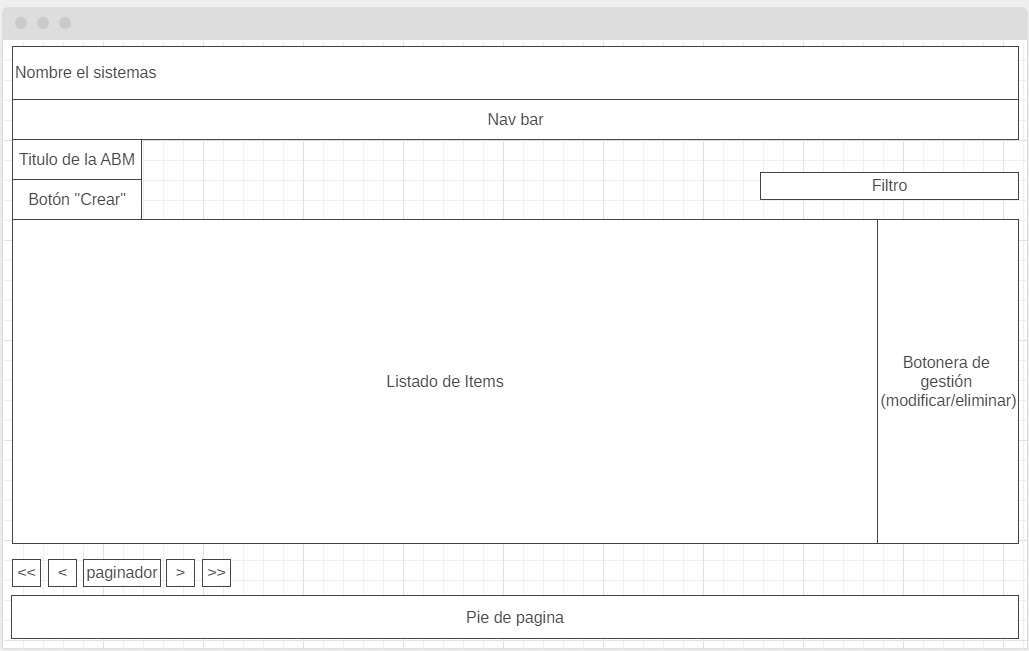 Nombre el sistemas
Nav bar
Titulo de la ABM
Botón "Crear"
Filtro
Listado de Items
Botonera de
gestión
(modificar/eliminar)
<< < paginador > >>
Pie de pagina